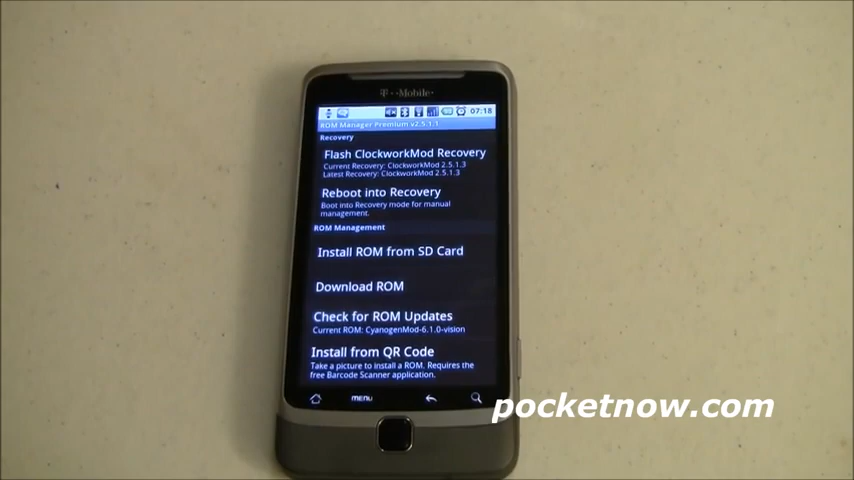 T··Mobile·
07:18
ROM Manager Premium v2.5.1.1
Recovery
Flash ClockworkMod Recovery
Current Recovery: ClockworkMod 2.5.1.3
Latest Recovery: ClockworkMod 2.5.1.3
Reboot into Recovery
Boot into Recovery mode for manual
management.
ROM Management
Install ROM from SD Card
Download ROM
Check for ROM Updates
Current ROM: CyanogenMod-6.1.0-vision
Install from QR Code
Take a picture to install a ROM. Requires the
free Barcode Scanner application.
MENU
pocketnow.com